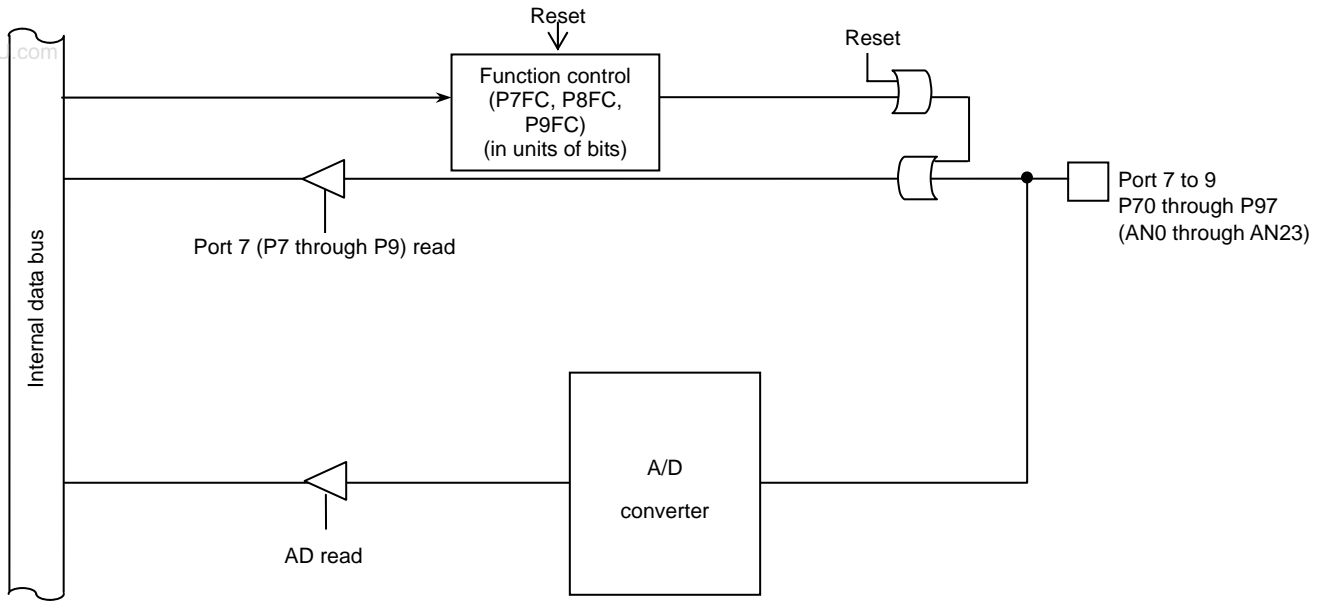 Reset
Reset
J.com
Function control
(P7FC, P8FC,
P9FC)
(in units of bits)
Port 7 to 9
P70 through P97
(AN0 through AN23)
Port 7 (P7 through P9) read
Internal data bus
A/D
converter
AD read